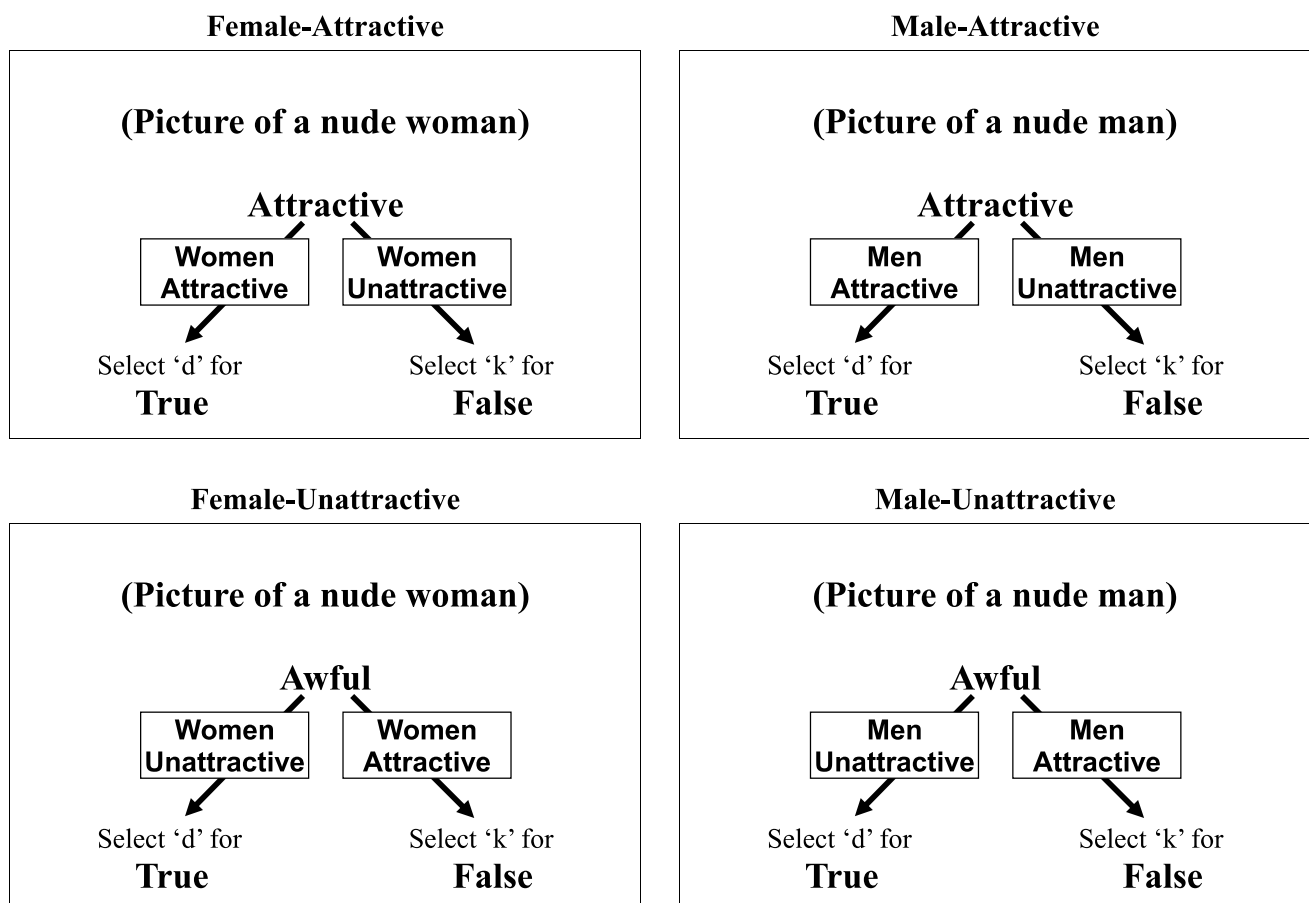 Female-Attractive
(Picture of a nude woman)
Attractive
Women
Attractive
Women
Unattractive
Select ‘d’ for
True
Select ‘k’ for
False
Male-Attractive
(Picture of a nude man)
Attractive
Men
Attractive
Men
Unattractive
Select ‘d’ for
True
Select ‘k’ for
False
Female-Unattractive
(Picture of a nude woman)
Awful
Women
Unattractive
Women
Attractive
Select ‘d’ for
True
Select ‘k’ for
False
Male-Unattractive
(Picture of a nude man)
Awful
Men
Unattractive
Men
Attractive
Select ‘d’ for
True
Select ‘k’ for
False